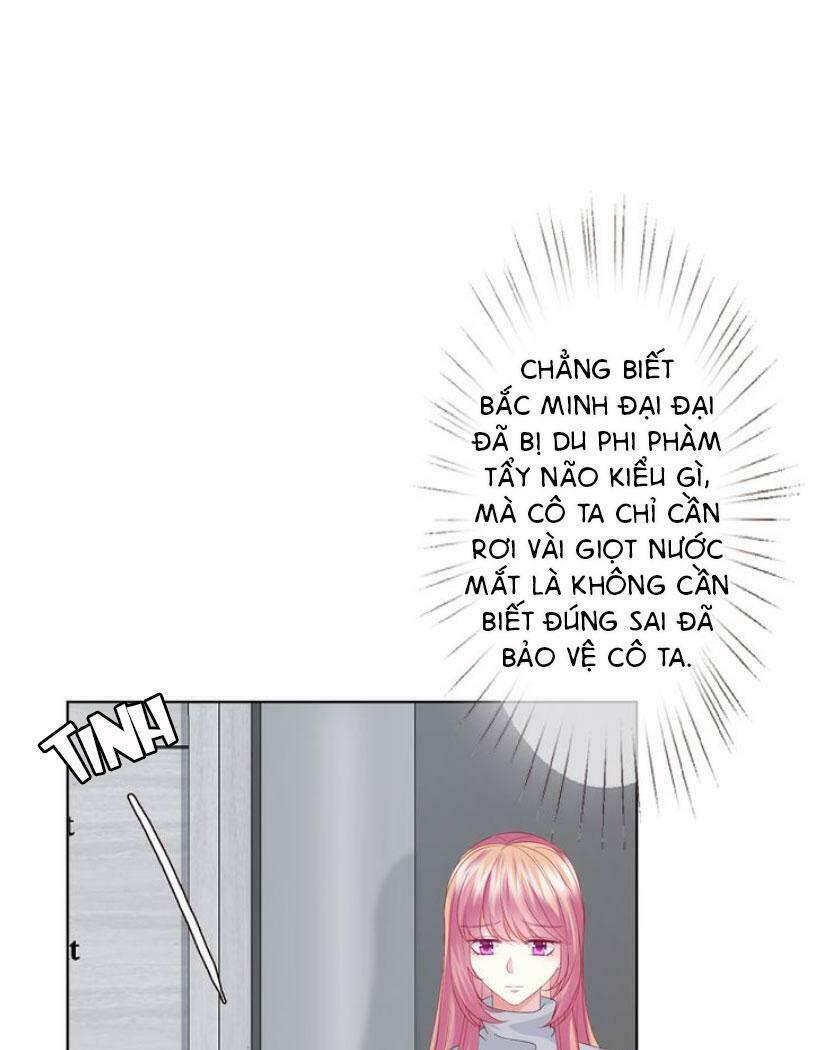 CHẲNG BIẾT
BẮC MINH ĐẠI ĐẠI
ĐÃ BỊ DU PHI PHÀM
TẨY NÃO KIỂU GÌ,
MÀ CÔ TA CHỈ CẦN
RƠI VÀI GIỌT NƯỚC
MẮT LÀ KHÔNG CẦN
BIẾT ĐÚNG SAI ĐÃ
BẢO VỆ CÔ TA.
TINH
t
t